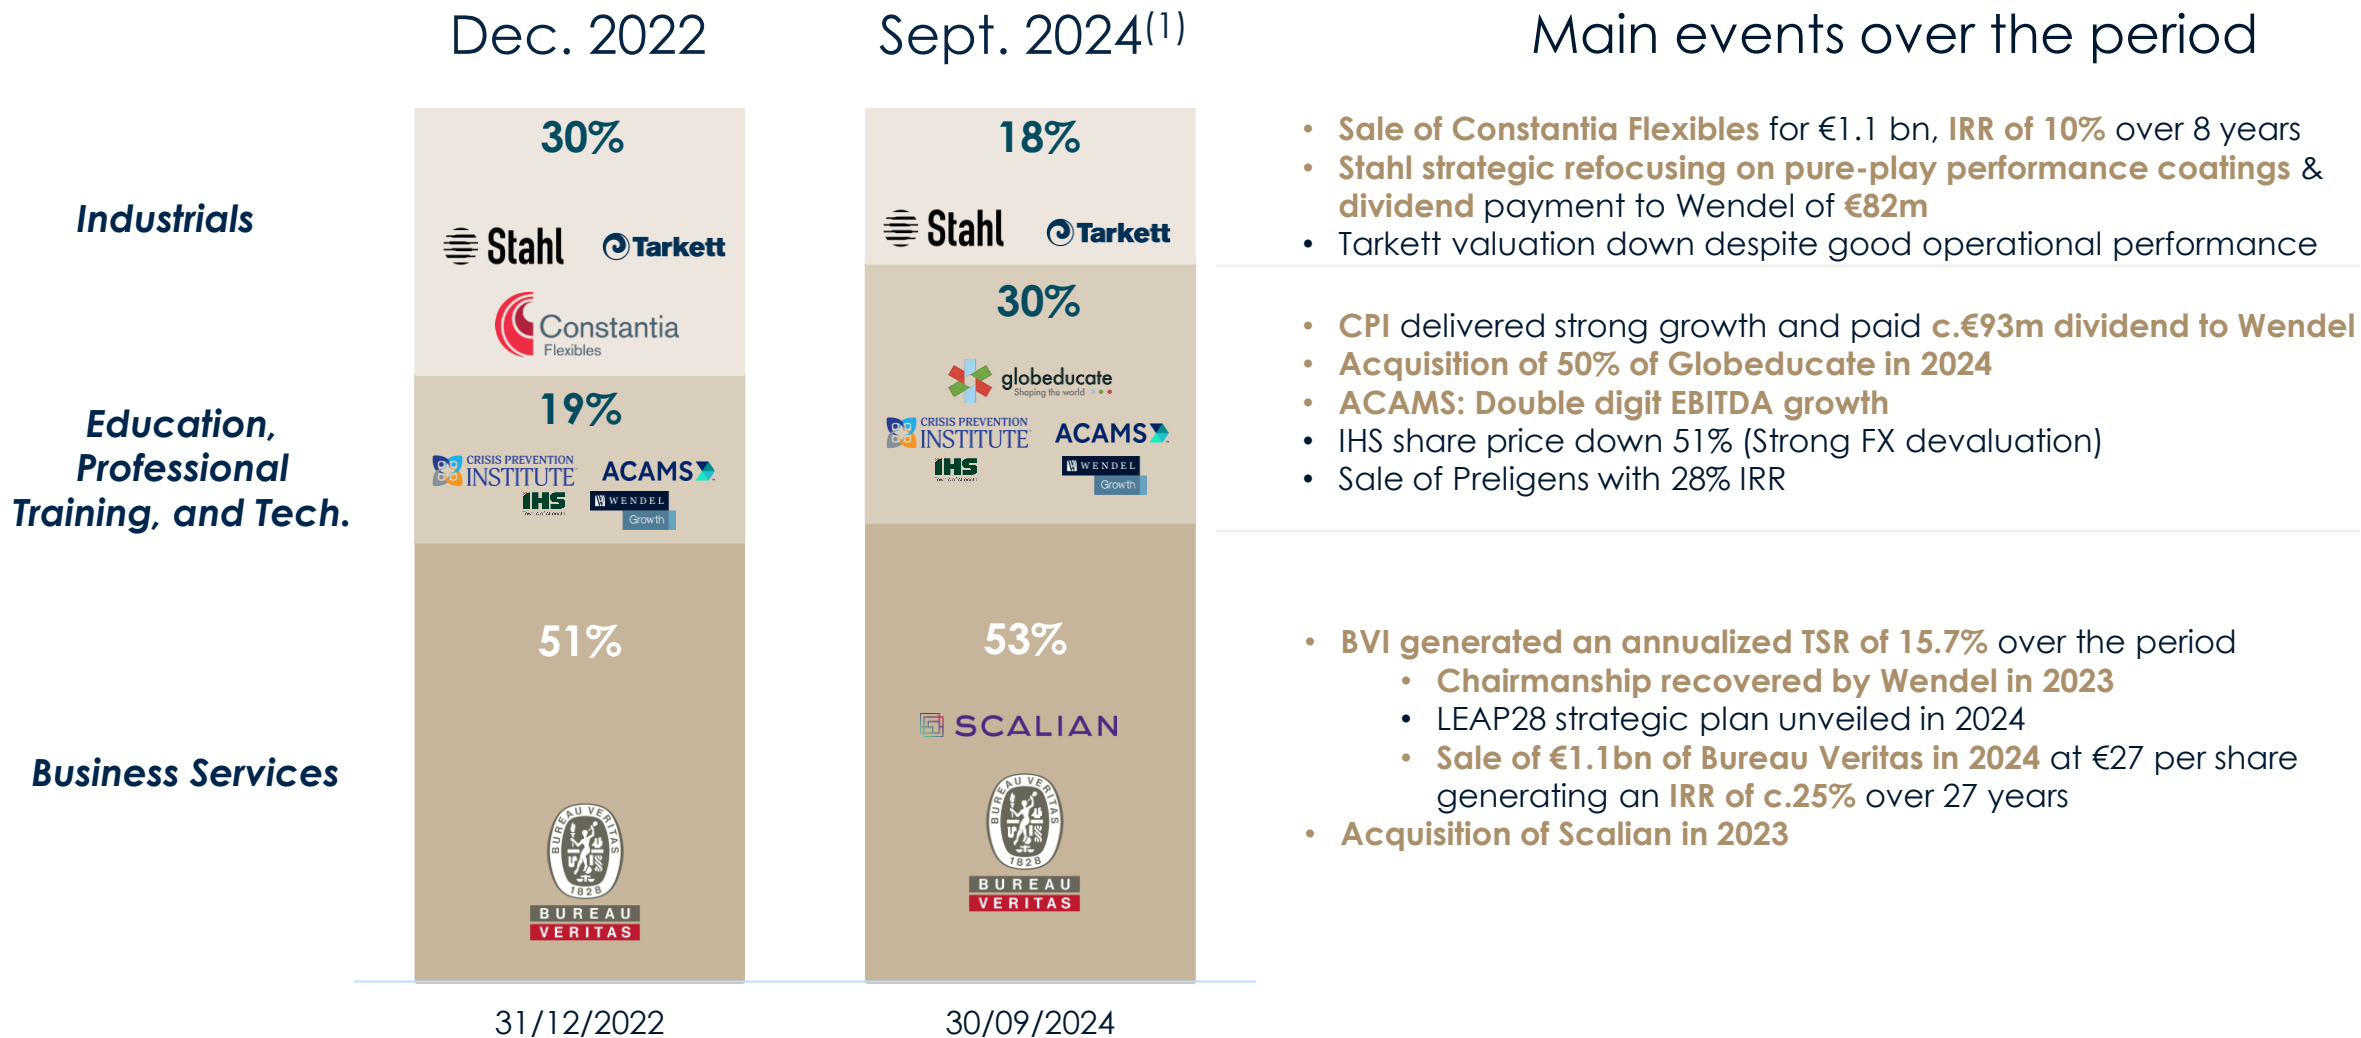 Dec. 2022
Sept. 2024(1)
Main events over the period
Industrials
30%
Stahl
Tarkett
Constantia
Flexibles
18%
Stahl
Tarkett
• Sale of Constantia Flexibles for €1.1 bn, IRR of 10% over 8 years
• Stahl strategic refocusing on pure-play performance coatings &
dividend payment to Wendel of €82m
• Tarkett valuation down despite good operational performance
Education,
Professional
Training, and Tech.
19%
CRISIS PREVENTION
INSTITUTE
ACAMS
IHS
WENDEL
Growth
30%
globeducate
Shaping the world
CRISIS PREVENTION
INSTITUTE
ACAMS
IHS
WENDEL
Growth
• CPI delivered strong growth and paid c.€93m dividend to Wendel
• Acquisition of 50% of Globeducate in 2024
• ACAMS: Double digit EBITDA growth
• IHS share price down 51% (Strong FX devaluation)
• Sale of Preligens with 28% IRR
Business Services
51%
BUREAU VERITAS
1828
BUREAU
VERITAS
53%
SCALIAN
BUREAU VERITAS
1828
BUREAU
VERITAS
• BVI generated an annualized TSR of 15.7% over the period
• Chairmanship recovered by Wendel in 2023
• LEAP28 strategic plan unveiled in 2024
• Sale of €1.1bn of Bureau Veritas in 2024 at €27 per share
generating an IRR of c.25% over 27 years
• Acquisition of Scalian in 2023
31/12/2022
30/09/2024